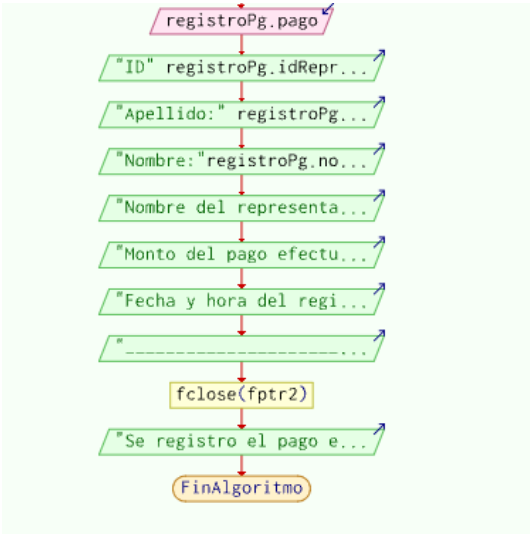 registroPg.pago
"ID" registroPg.idRepr...
"Apellido:" registroPg...
"Nombre:"registroPg.no...
"Nombre del representa...
"Monto del pago efectu...
"Fecha y hora del regi...
"_____________________...
fclose(fptr2)
"Se registro el pago e...
FinAlgoritmo